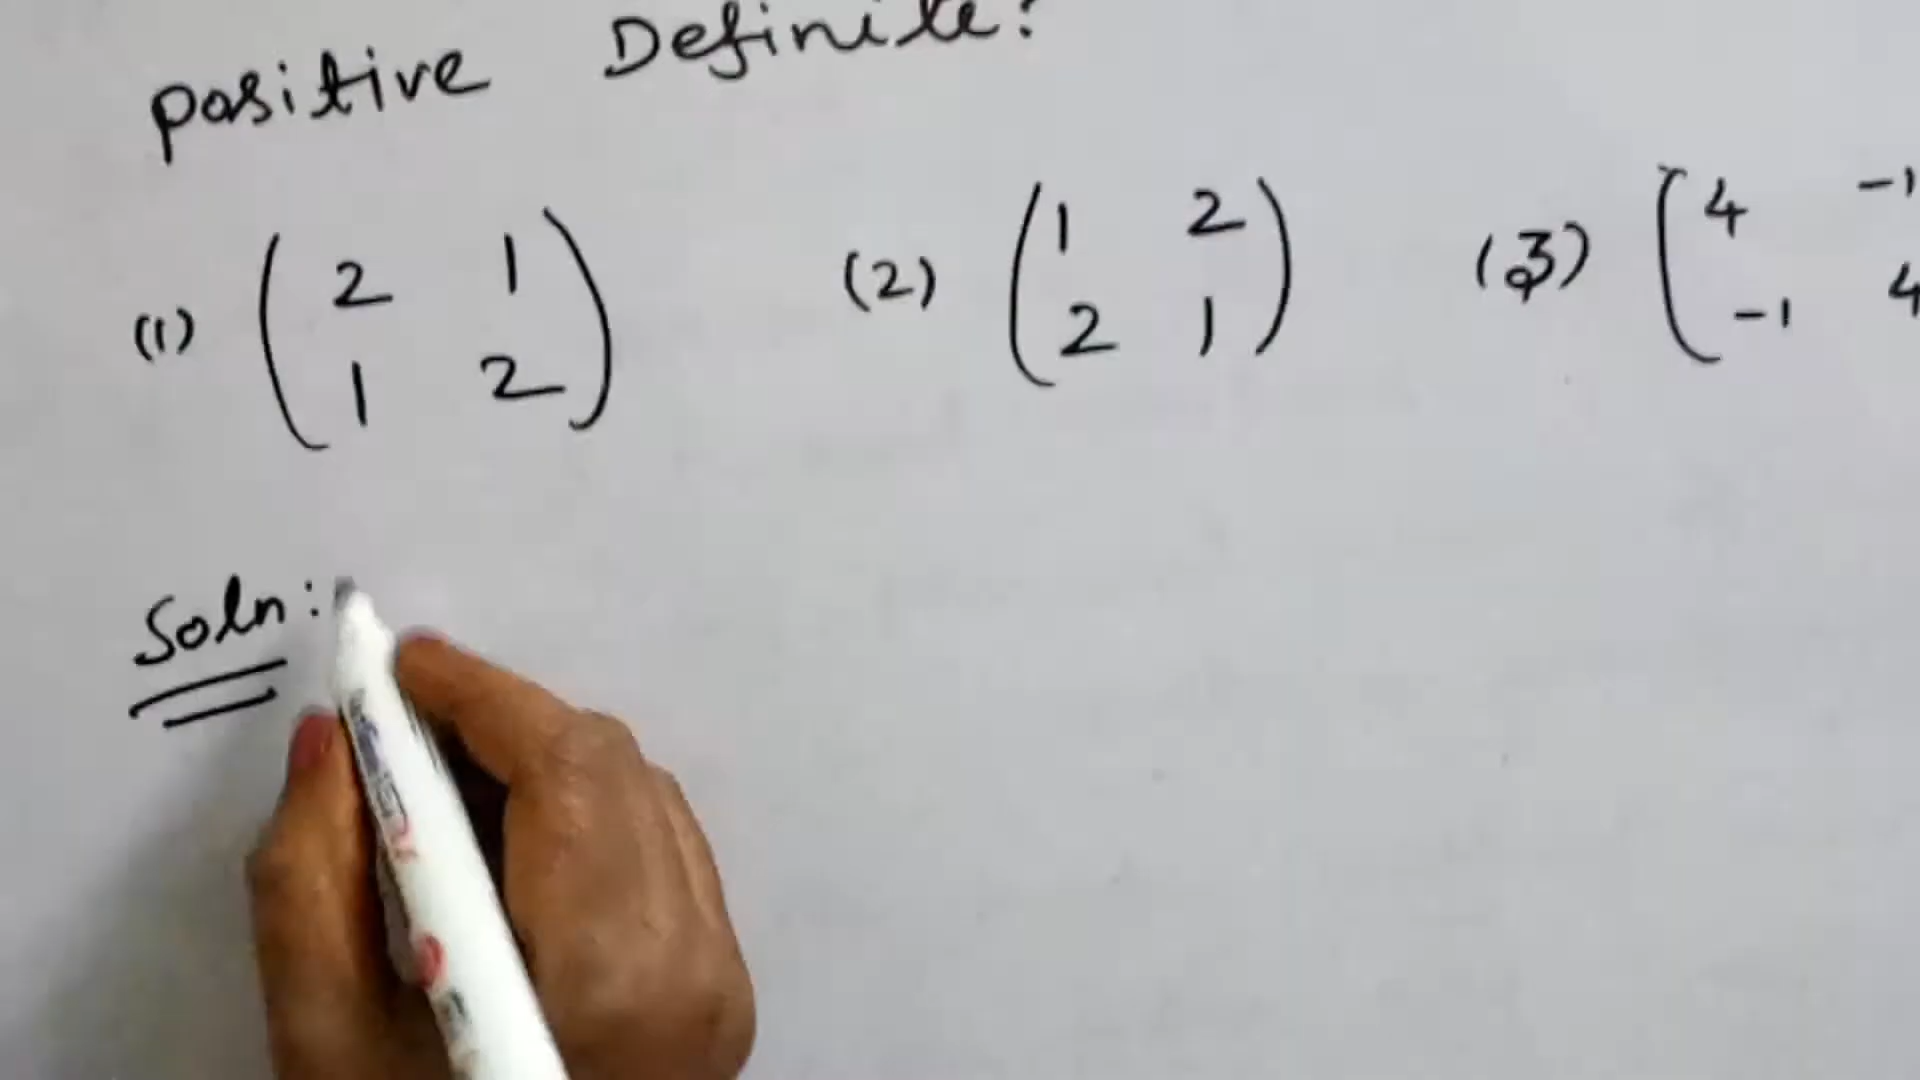 positive Definite?
(1) ( 2 1 (2) ( 1 2 ) (3) [ 4 -1
1 2 ) 2 1 -1 4
Soln: